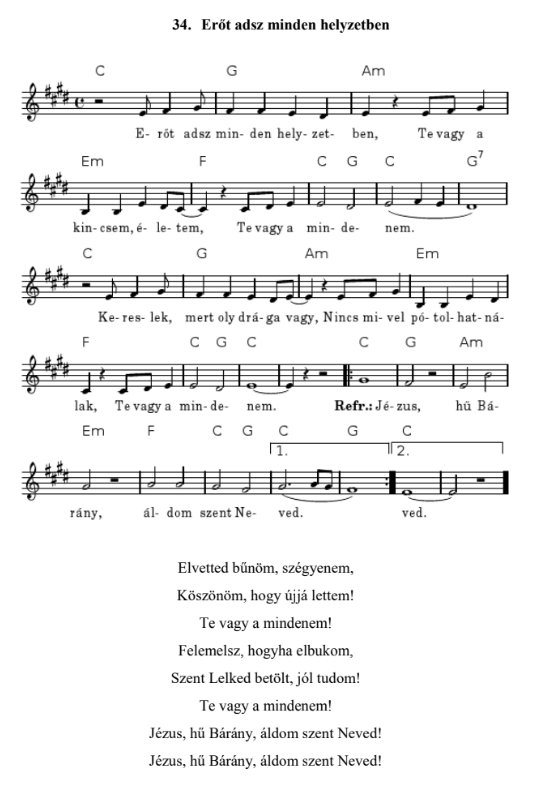 34. Erőt adsz minden helyzetben
C G Am
E- rőt adsz min- den hely- zet- ben, Te vagy a
Em F C G C G7
kin- csem, é- le- tem, Te vagy a min- de- nem.
C G Am Em
Ke- res- lek, mert oly drá- ga vagy, Nincs mi- vel pó- tol- hat- ná-
F C G C C G Am
lak, Te vagy a min- de- nem. Refr.: Jé- zus, hű Bá-
Em F C G C G C
1. 2.
rány, ál- dom szent Ne- ved. ved.
Elvetted bűnöm, szégyenem,
Köszönöm, hogy újjá lettem!
Te vagy a mindenem!
Felemelsz, hogyha elbukom,
Szent Lelked betölt, jól tudom!
Te vagy a mindenem!
Jézus, hű Bárány, áldom szent Neved!
Jézus, hű Bárány, áldom szent Neved!